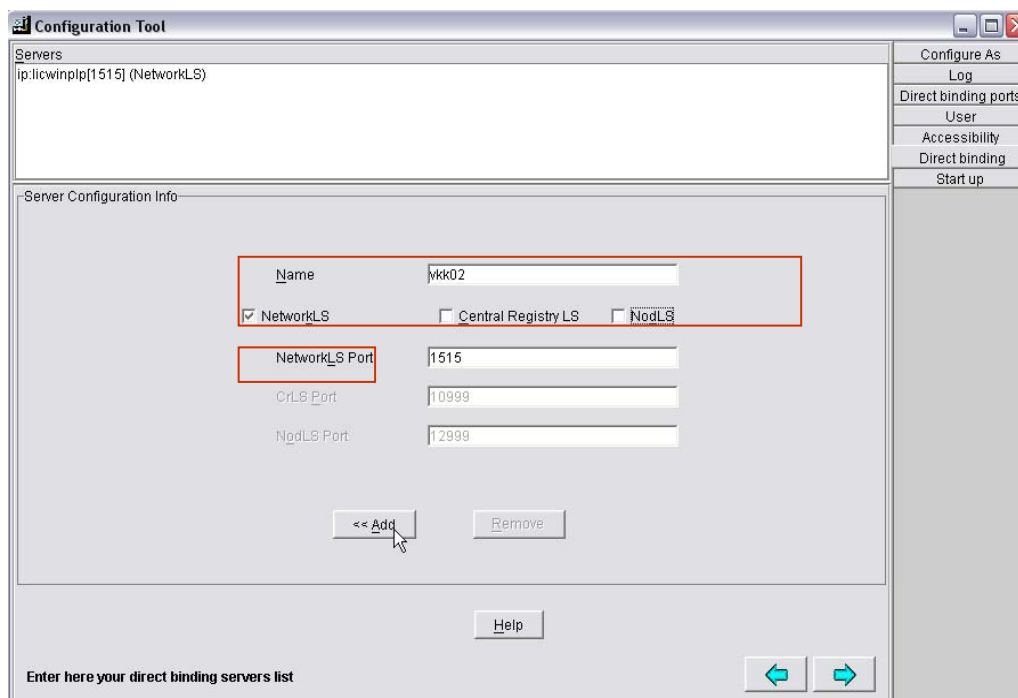 Configuration Tool
Servers
ip:licwinplp[1515] (NetworkLS)
Configure As
Log
Direct binding ports
User
Accessibility
Direct binding
Start up
Server Configuration Info
Name vkk02
NetworkLS Central Registry LS NodLS
NetworkLS Port 1515
CrLS Port 10999
NodLS Port 12999
<< Add Remove
Help
Enter here your direct binding servers list